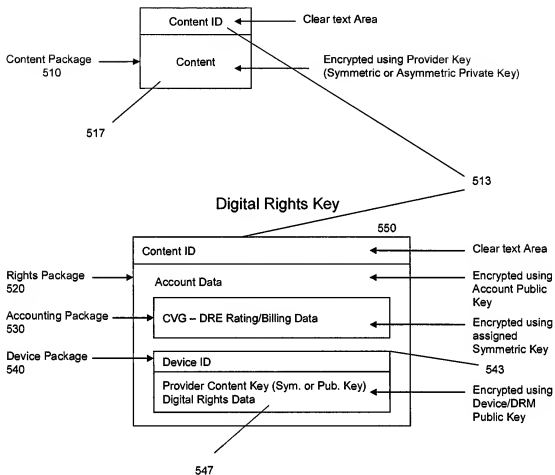 Content ID
Clear text Area
Content Package
510
Content
Encrypted using Provider Key
(Symmetric or Asymmetric Private Key)
517
513
Digital Rights Key
550
Content ID
Clear text Area
Rights Package
520
Account Data
Encrypted using
Account Public
Key
Accounting Package
530
CVG – DRE Rating/Billing Data
Encrypted using
assigned
Symmetric Key
Device Package
540
Device ID
543
Provider Content Key (Sym. or Pub. Key)
Digital Rights Data
Encrypted using
Device/DRM
Public Key
547